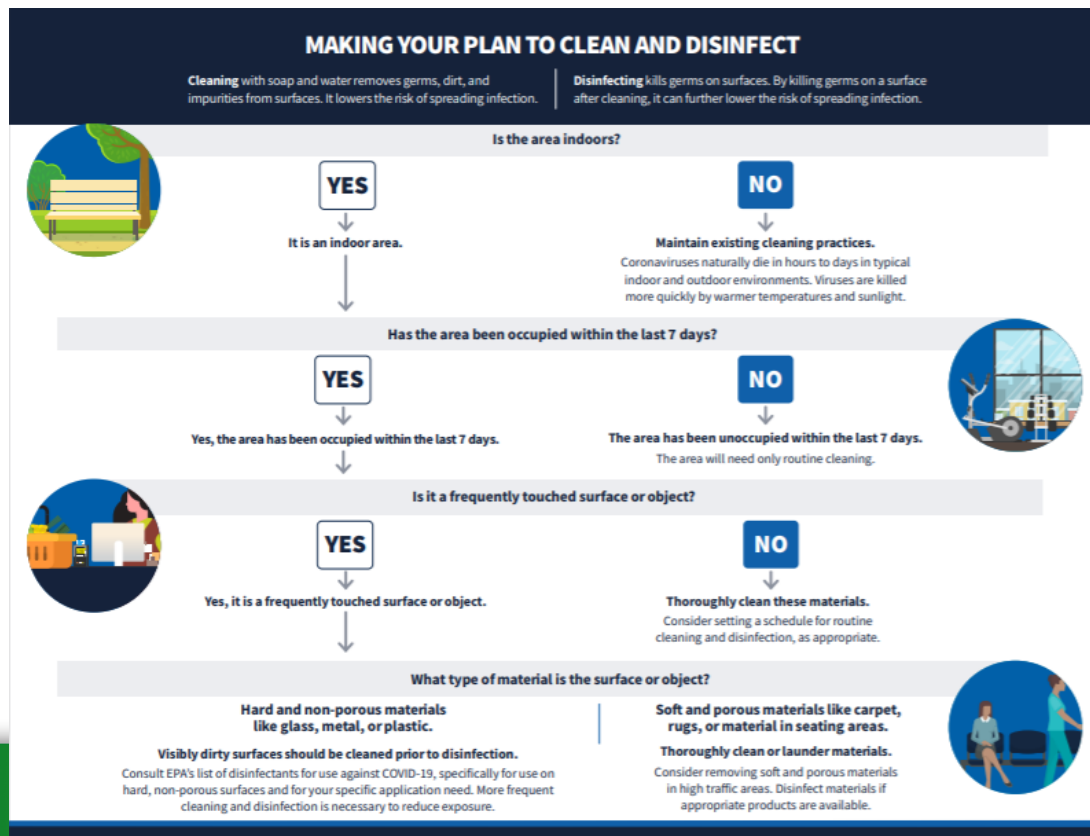 MAKING YOUR PLAN TO CLEAN AND DISINFECT
Cleaning with soap and water removes germs, dirt, and
impurities from surfaces. It lowers the risk of spreading infection.
Disinfecting kills germs on surfaces. By killing germs on a surface
after cleaning, it can further lower the risk of spreading infection.
Is the area indoors?
YES
It is an indoor area.
NO
Maintain existing cleaning practices.
Coronaviruses naturally die in hours to days in typical
indoor and outdoor environments. Viruses are killed
more quickly by warmer temperatures and sunlight.
Has the area been occupied within the last 7 days?
YES
Yes, the area has been occupied within the last 7 days.
NO
The area has been unoccupied within the last 7 days.
The area will need only routine cleaning.
Is it a frequently touched surface or object?
YES
Yes, it is a frequently touched surface or object.
NO
Thoroughly clean these materials.
Consider setting a schedule for routine
cleaning and disinfection, as appropriate.
What type of material is the surface or object?
Hard and non-porous materials
like glass, metal, or plastic.
Visibly dirty surfaces should be cleaned prior to disinfection.
Consult EPA's list of disinfectants for use against COVID-19, specifically for use on
hard, non-porous surfaces and for your specific application need. More frequent
cleaning and disinfection is necessary to reduce exposure.
Soft and porous materials like carpet,
rugs, or material in seating areas.
Thoroughly clean or launder materials.
Consider removing soft and porous materials
in high traffic areas. Disinfect materials if
appropriate products are available.